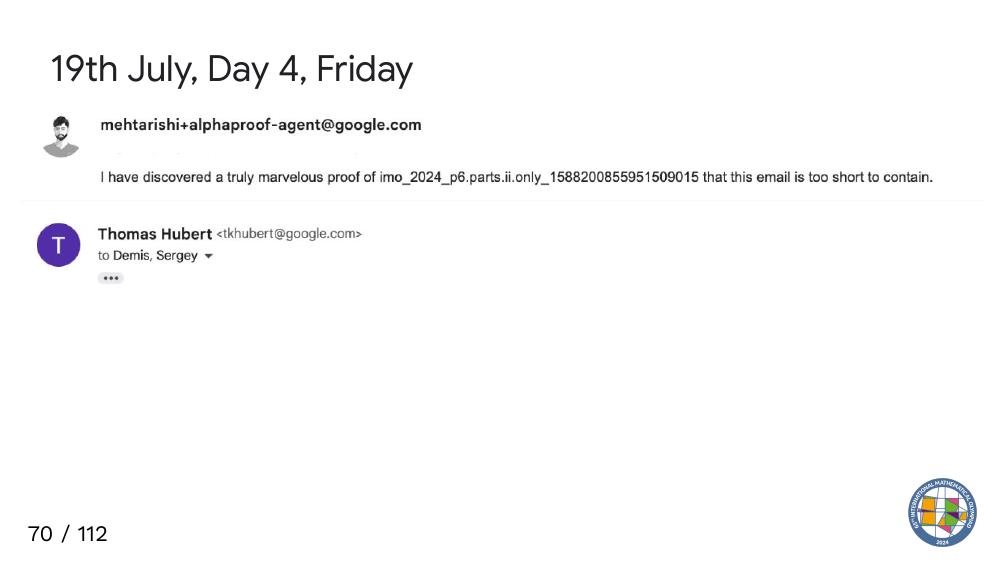 19th July, Day 4, Friday
mehtarishi+alphaproof-agent@google.com
I have discovered a truly marvelous proof of imo_2024_p6.parts.ii.only_1588200855951509015 that this email is too short to contain.
T
Thomas Hubert <tkhubert@google.com>
to Demis, Sergey
70 / 112
65th INTERNATIONAL MATHEMATICAL OLYMPIAD
2024